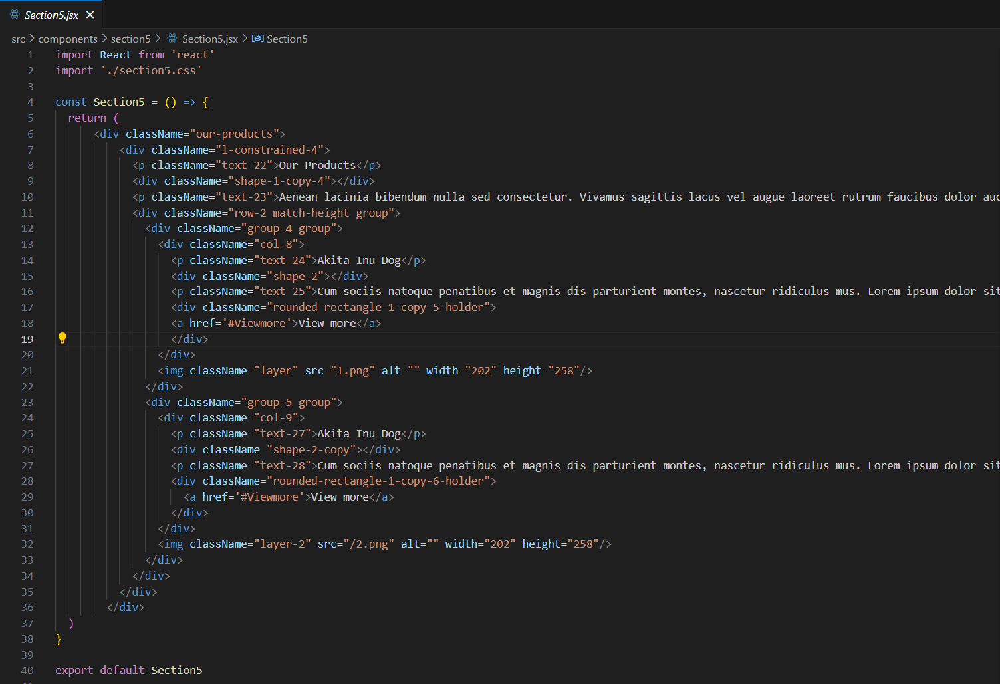 Section5.jsx
src > components > section5 > Section5.jsx > Section5
1 import React from 'react'
2 import './section5.css'
3
4 const Section5 = () => {
5 return (
6 <div className="our-products">
7 <div className="l-constrained-4">
8 <p className="text-22">Our Products</p>
9 <div className="shape-1-copy-4"></div>
10 <p className="text-23">Aenean lacinia bibendum nulla sed consectetur. Vivamus sagittis lacus vel augue laoreet rutrum faucibus dolor auc
11 <div className="row-2 match-height group">
12 <div className="group-4 group">
13 <div className="col-8">
14 <p className="text-24">Akita Inu Dog</p>
15 <div className="shape-2"></div>
16 <p className="text-25">Cum sociis natoque penatibus et magnis dis parturient montes, nascetur ridiculus mus. Lorem ipsum dolor sit
17 <div className="rounded-rectangle-1-copy-5-holder">
18 <a href='#Viewmore'>View more</a>
19 </div>
20 </div>
21 <img className="layer" src="1.png" alt="" width="202" height="258"/>
22 </div>
23 <div className="group-5 group">
24 <div className="col-9">
25 <p className="text-27">Akita Inu Dog</p>
26 <div className="shape-2-copy"></div>
27 <p className="text-28">Cum sociis natoque penatibus et magnis dis parturient montes, nascetur ridiculus mus. Lorem ipsum dolor sit
28 <div className="rounded-rectangle-1-copy-6-holder">
29 <a href='#Viewmore'>View more</a>
30 </div>
31 </div>
32 <img className="layer-2" src="/2.png" alt="" width="202" height="258"/>
33 </div>
34 </div>
35 </div>
36 </div>
37 )
38 }
39
40 export default Section5